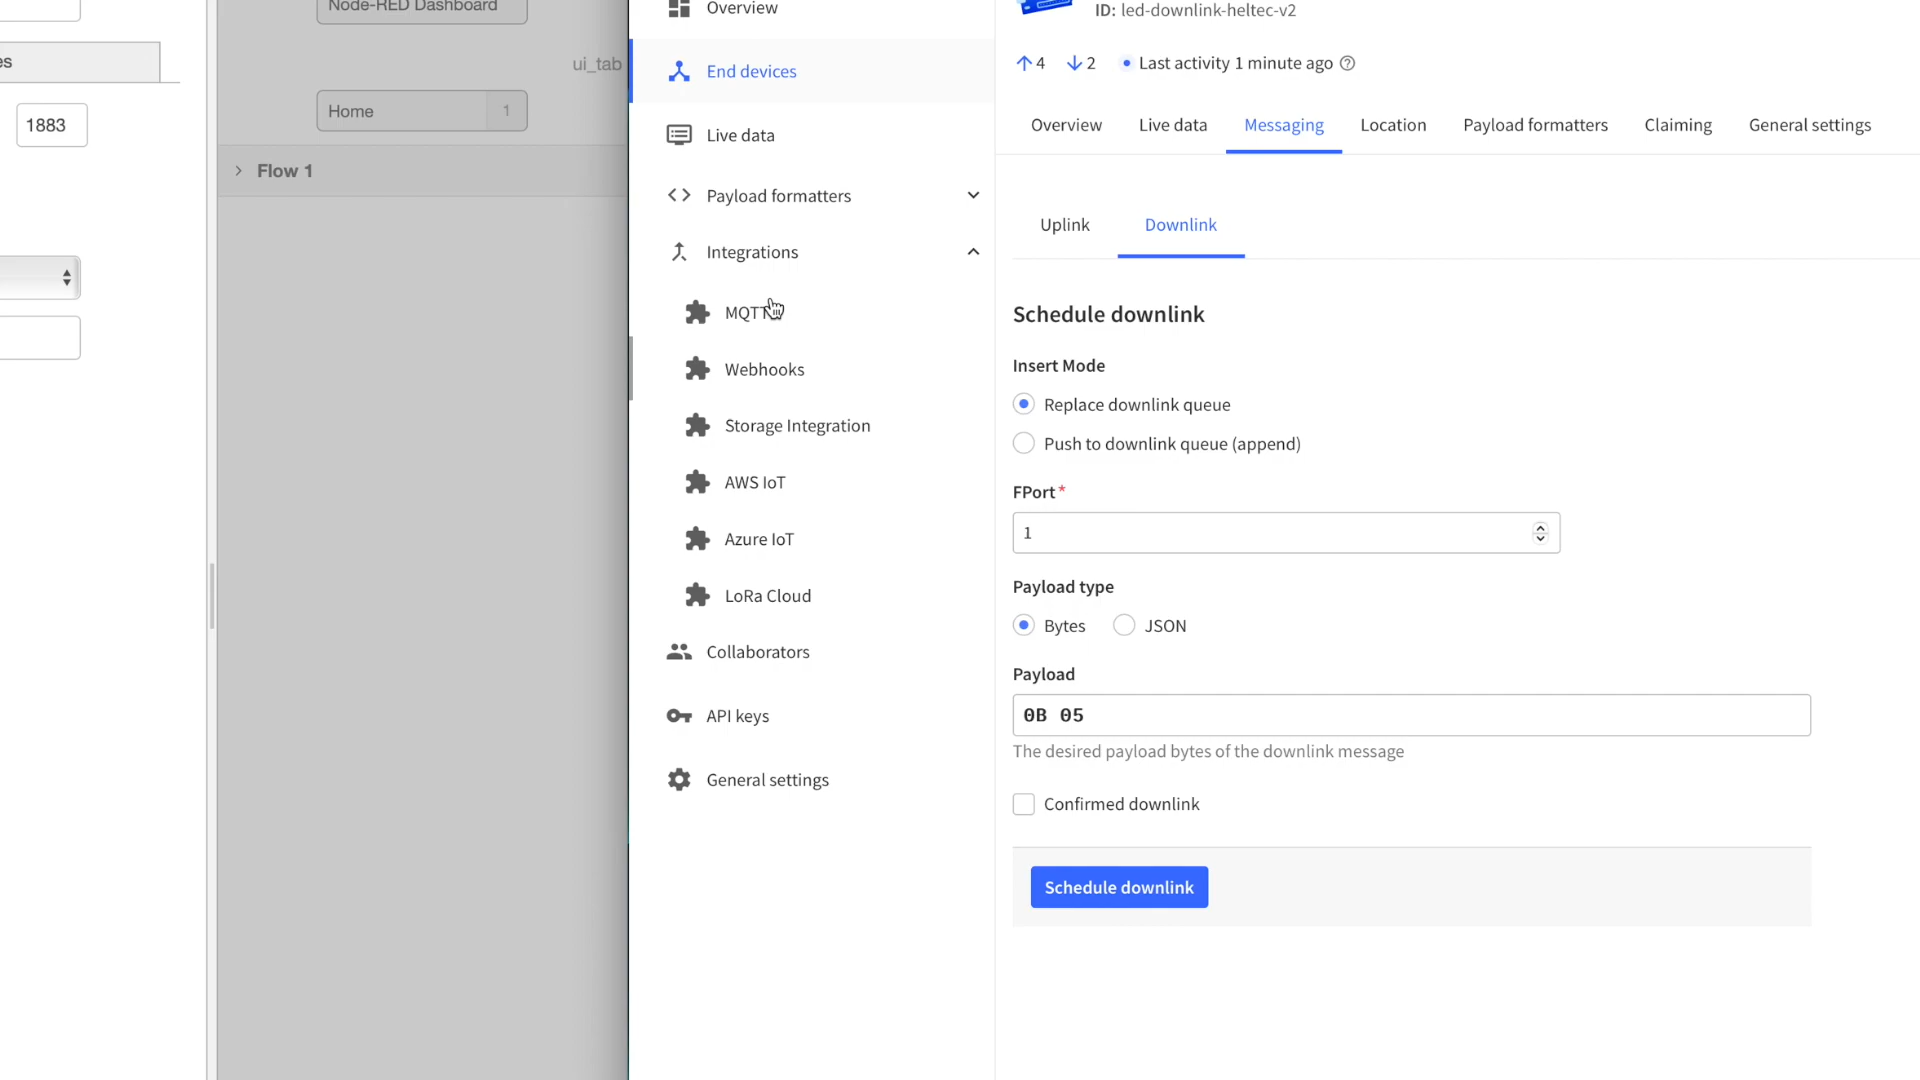 Node-RED Dashboard
es
ui_tab
1883
Home
1
Flow 1
Overview
End devices
Live data
Payload formatters
Integrations
MQTT
Webhooks
Storage Integration
AWS IoT
Azure IoT
LoRa Cloud
Collaborators
API keys
General settings
ID: led-downlink-heltec-v2
4 2 Last activity 1 minute ago
Overview Live data Messaging Location Payload formatters Claiming General settings
Uplink Downlink
Schedule downlink
Insert Mode
Replace downlink queue
Push to downlink queue (append)
FPort*
1
Payload type
Bytes JSON
Payload
0B 05
The desired payload bytes of the downlink message
Confirmed downlink
Schedule downlink